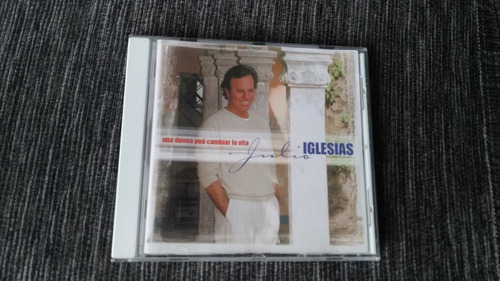 una donna può cambiar la vita
Julio IGLESIAS